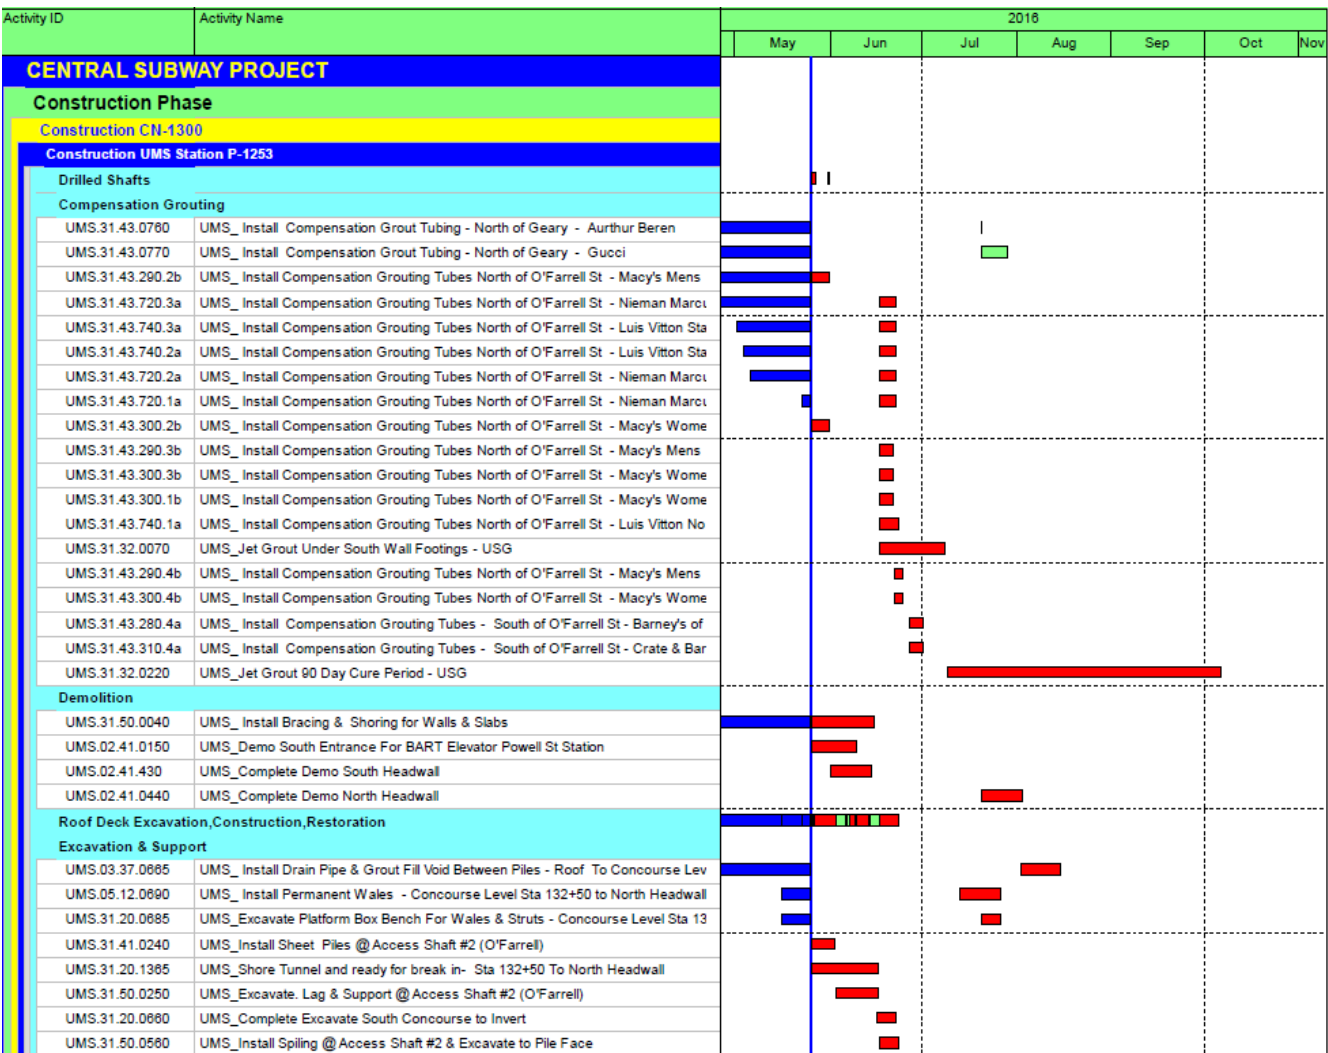 Activity ID Activity Name 2016
May Jun Jul Aug Sep Oct Nov
CENTRAL SUBWAY PROJECT
Construction Phase
Construction CN-1300
Construction UMS Station P-1253
Drilled Shafts
Compensation Grouting
UMS.31.43.0760 UMS_ Install Compensation Grout Tubing - North of Geary - Aurthur Beren
UMS.31.43.0770 UMS_ Install Compensation Grout Tubing - North of Geary - Gucci
UMS.31.43.290.2b UMS_ Install Compensation Grouting Tubes North of O'Farrell St - Macy's Mens
UMS.31.43.720.3a UMS_ Install Compensation Grouting Tubes North of O'Farrell St - Nieman Marcu
UMS.31.43.740.3a UMS_ Install Compensation Grouting Tubes North of O'Farrell St - Luis Vitton Sta
UMS.31.43.740.2a UMS_ Install Compensation Grouting Tubes North of O'Farrell St - Luis Vitton Sta
UMS.31.43.720.2a UMS_ Install Compensation Grouting Tubes North of O'Farrell St - Nieman Marcu
UMS.31.43.720.1a UMS_ Install Compensation Grouting Tubes North of O'Farrell St - Nieman Marcu
UMS.31.43.300.2b UMS_ Install Compensation Grouting Tubes North of O'Farrell St - Macy's Wome
UMS.31.43.290.3b UMS_ Install Compensation Grouting Tubes North of O'Farrell St - Macy's Mens
UMS.31.43.300.3b UMS_ Install Compensation Grouting Tubes North of O'Farrell St - Macy's Wome
UMS.31.43.300.1b UMS_ Install Compensation Grouting Tubes North of O'Farrell St - Macy's Wome
UMS.31.43.740.1a UMS_ Install Compensation Grouting Tubes North of O'Farrell St - Luis Vitton No
UMS.31.32.0070 UMS_Jet Grout Under South Wall Footings - USG
UMS.31.43.290.4b UMS_ Install Compensation Grouting Tubes North of O'Farrell St - Macy's Mens
UMS.31.43.300.4b UMS_ Install Compensation Grouting Tubes North of O'Farrell St - Macy's Wome
UMS.31.43.280.4a UMS_ Install Compensation Grouting Tubes - South of O'Farrell St - Barney's of
UMS.31.43.310.4a UMS_ Install Compensation Grouting Tubes - South of O'Farrell St - Crate & Bar
UMS.31.32.0220 UMS_Jet Grout 90 Day Cure Period - USG
Demolition
UMS.31.50.0040 UMS_ Install Bracing & Shoring for Walls & Slabs
UMS.02.41.0150 UMS_Demo South Entrance For BART Elevator Powell St Station
UMS.02.41.430 UMS_Complete Demo South Headwall
UMS.02.41.0440 UMS_Complete Demo North Headwall
Roof Deck Excavation,Construction,Restoration
Excavation & Support
UMS.03.37.0665 UMS_ Install Drain Pipe & Grout Fill Void Between Piles - Roof To Concourse Lev
UMS.05.12.0690 UMS_ Install Permanent Wales - Concourse Level Sta 132+50 to North Headwall
UMS.31.20.0685 UMS_Excavate Platform Box Bench For Wales & Struts - Concourse Level Sta 13
UMS.31.41.0240 UMS_Install Sheet Piles @ Access Shaft #2 (O'Farrell)
UMS.31.20.1365 UMS_Shore Tunnel and ready for break in- Sta 132+50 To North Headwall
UMS.31.50.0250 UMS_Excavate. Lag & Support @ Access Shaft #2 (O'Farrell)
UMS.31.20.0660 UMS_Complete Excavate South Concourse to Invert
UMS.31.50.0560 UMS_Install Spiling @ Access Shaft #2 & Excavate to Pile Face